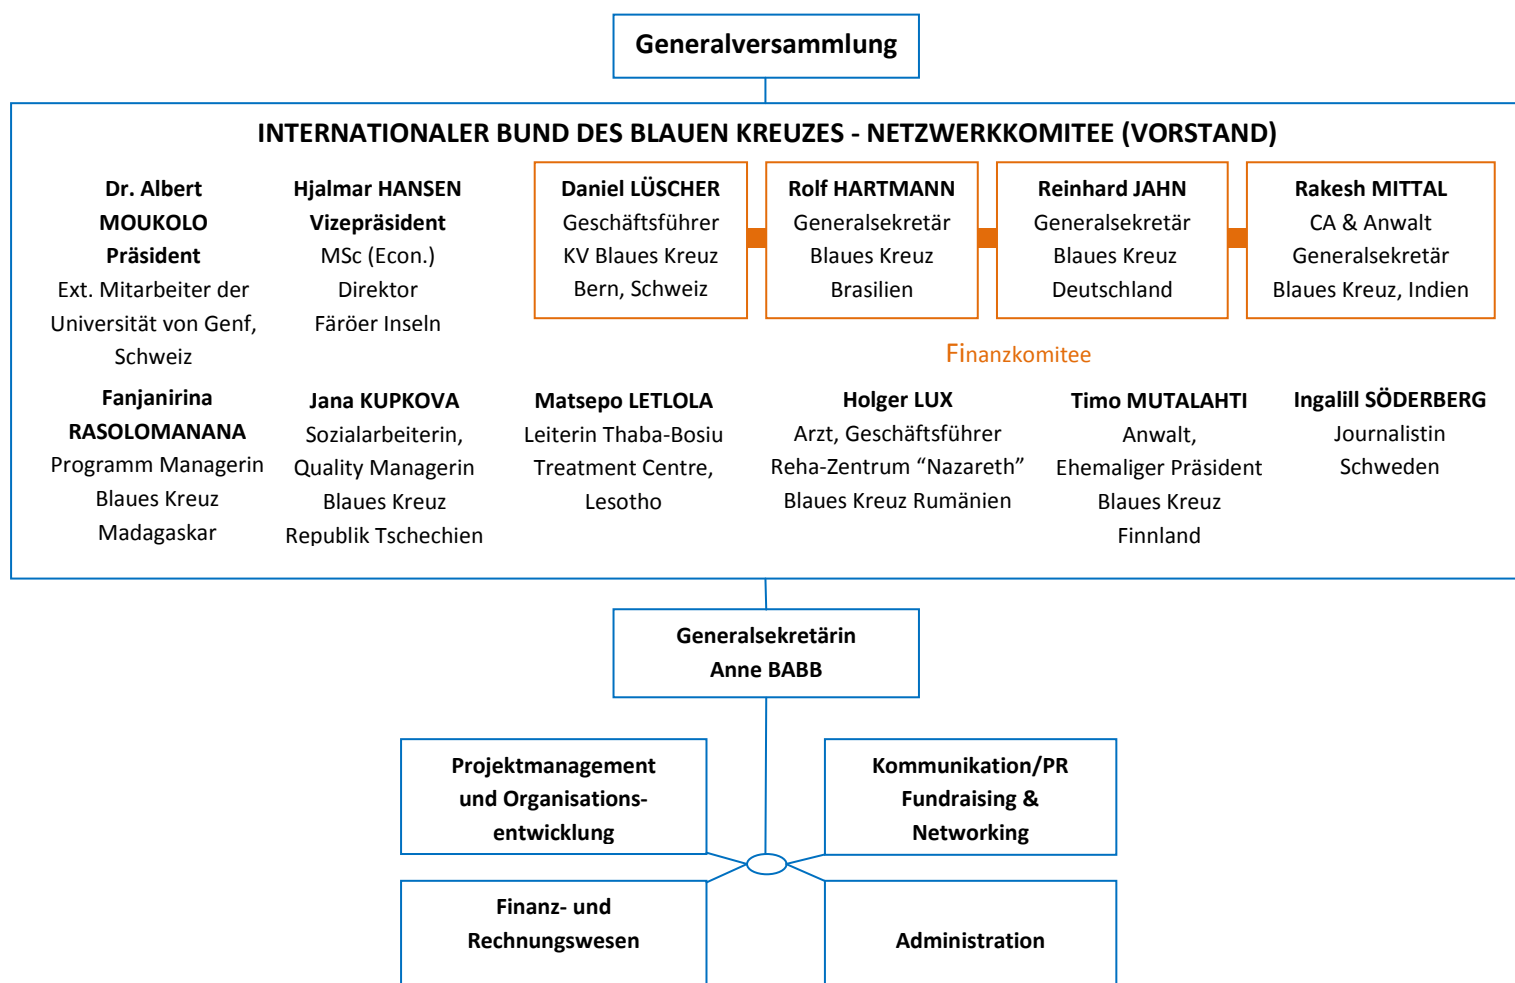 Generalversammlung
INTERNATIONALER BUND DES BLAUEN KREUZES - NETZWERKKOMITEE (VORSTAND)
Dr. Albert
MOUKOLO
Präsident
Ext. Mitarbeiter der
Universität von Genf,
Schweiz
Hjalmar HANSEN
Vizepräsident
MSc (Econ.)
Direktor
Färöer Inseln
Daniel LÜSCHER
Geschäftsführer
KV Blaues Kreuz
Bern, Schweiz
Rolf HARTMANN
Generalsekretär
Blaues Kreuz
Brasilien
Reinhard JAHN
Generalsekretär
Blaues Kreuz
Deutschland
Rakesh MITTAL
CA & Anwalt
Generalsekretär
Blaues Kreuz, Indien
Finanzkomitee
Fanjanirina
RASOLOMANANA
Programm Managerin
Blaues Kreuz
Madagaskar
Jana KUPKOVA
Sozialarbeiterin,
Quality Managerin
Blaues Kreuz
Republik Tschechien
Matsepo LETLOLA
Leiterin Thaba-Bosiu
Treatment Centre,
Lesotho
Holger LUX
Arzt, Geschäftsführer
Reha-Zentrum “Nazareth”
Blaues Kreuz Rumänien
Timo MUTALAHTI
Anwalt,
Ehemaliger Präsident
Blaues Kreuz
Finnland
Ingalill SÖDERBERG
Journalistin
Schweden
Generalsekretärin
Anne BABB
Projektmanagement
und Organisations-
entwicklung
Kommunikation/PR
Fundraising &
Networking
Finanz- und
Rechnungswesen
Administration